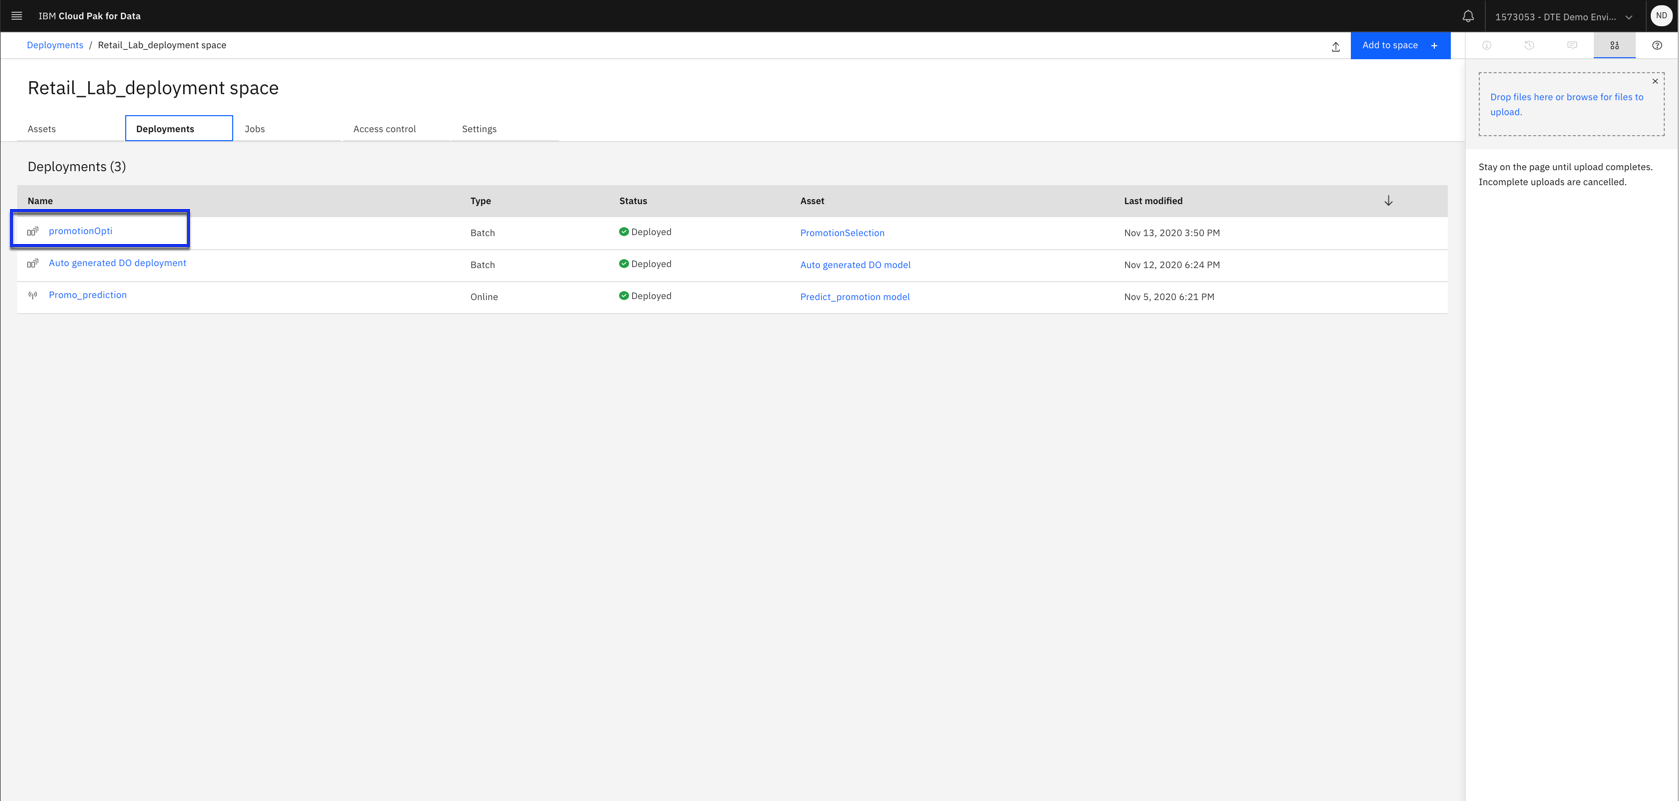 IBM Cloud Pak for Data
1573053 - DTE Demo Envi...
ND
Deployments / Retail_Lab_deployment space
Add to space +
Retail_Lab_deployment space
Assets Deployments Jobs Access control Settings
Deployments (3)
Name Type Status Asset Last modified
promotionOpti Batch Deployed PromotionSelection Nov 13, 2020 3:50 PM
Auto generated DO deployment Batch Deployed Auto generated DO model Nov 12, 2020 6:24 PM
Promo_prediction Online Deployed Predict_promotion model Nov 5, 2020 6:21 PM
Drop files here or browse for files to
upload.
Stay on the page until upload completes.
Incomplete uploads are cancelled.